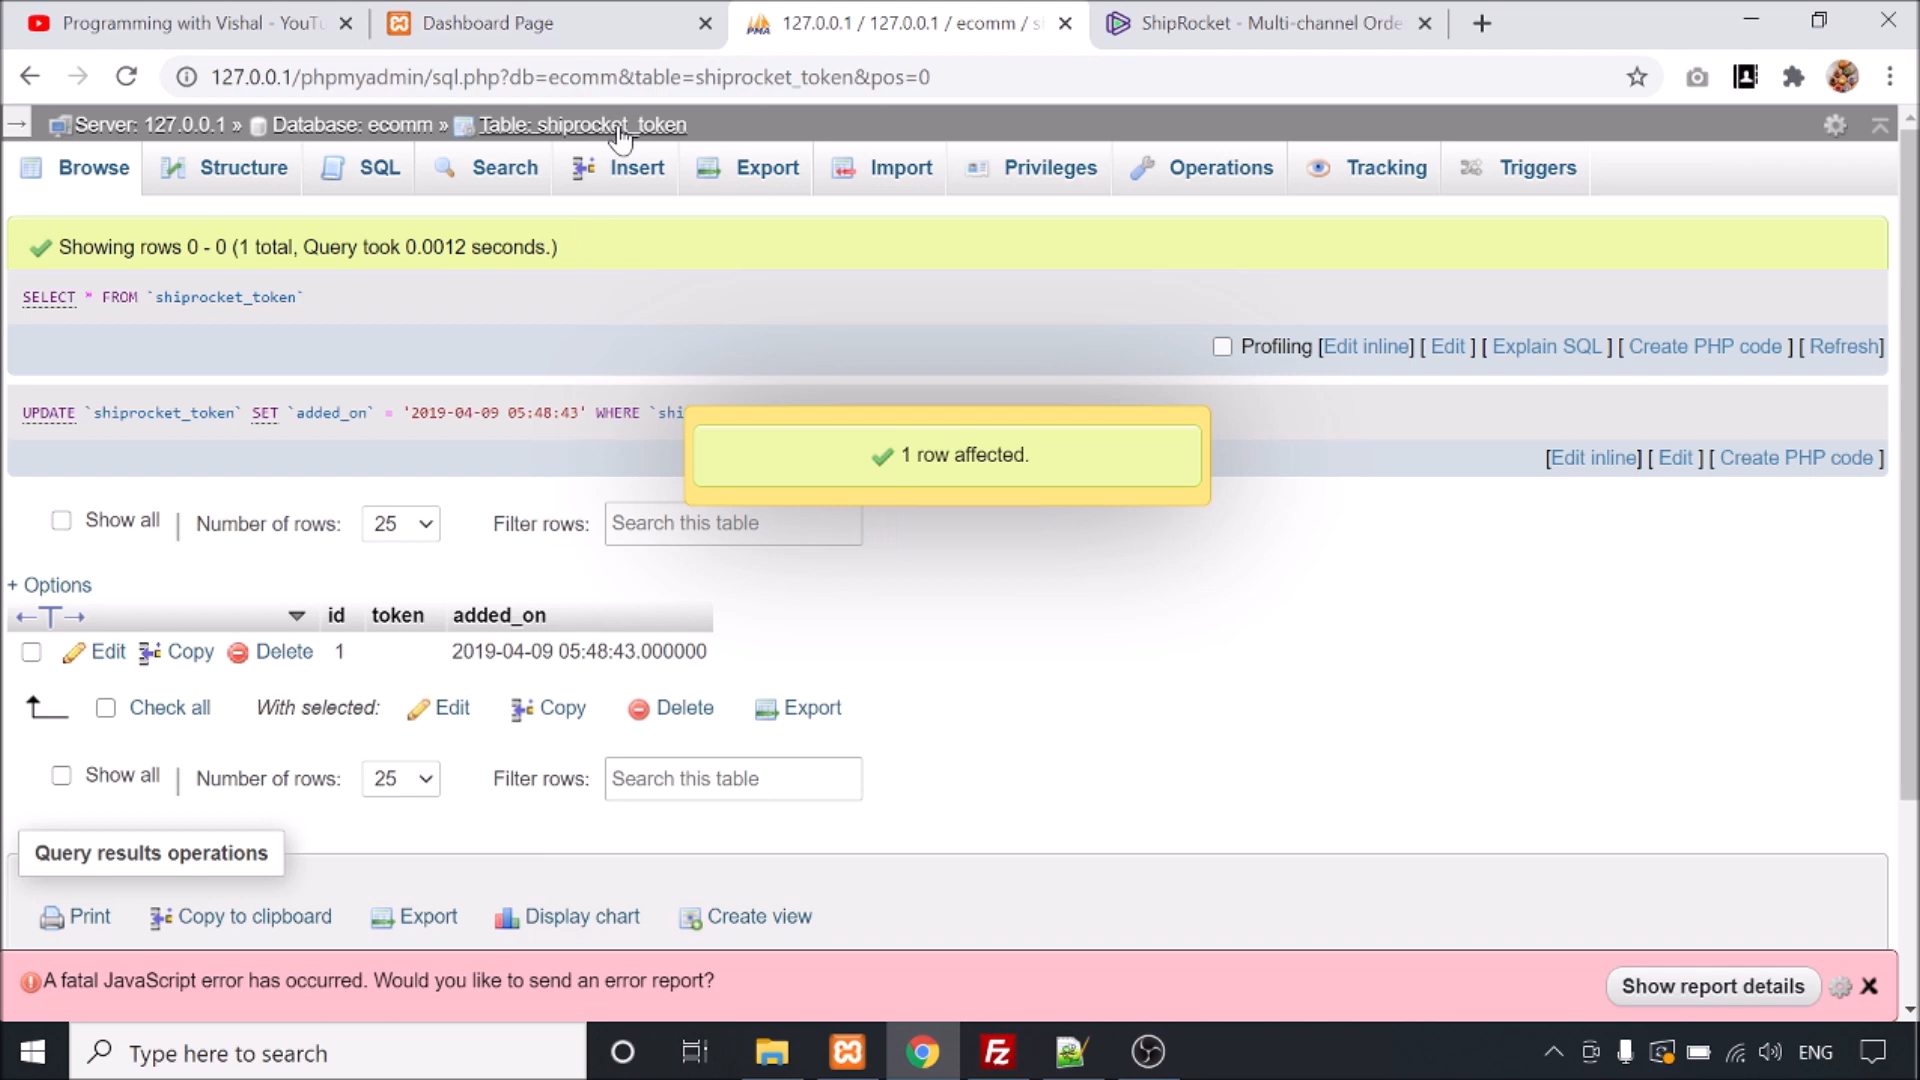 Programming with Vishal - YouTu
Dashboard Page
127.0.0.1 / 127.0.0.1 / ecomm / s
ShipRocket - Multi-channel Orde
127.0.0.1/phpmyadmin/sql.php?db=ecomm&table=shiprocket_token&pos=0
Server: 127.0.0.1 » Database: ecomm » Table: shiprocket_token
Browse Structure SQL Search Insert Export Import Privileges Operations Tracking Triggers
Showing rows 0 - 0 (1 total, Query took 0.0012 seconds.)
SELECT * FROM `shiprocket_token`
Profiling [Edit inline] [ Edit ] [ Explain SQL ] [ Create PHP code ] [ Refresh]
UPDATE `shiprocket_token` SET `added_on` = '2019-04-09 05:48:43' WHERE `shi
1 row affected.
[Edit inline] [ Edit ] [ Create PHP code ]
Show all | Number of rows: 25 Filter rows: Search this table
+ Options
←T→ id token added_on
Edit Copy Delete 1 2019-04-09 05:48:43.000000
Check all With selected: Edit Copy Delete Export
Show all | Number of rows: 25 Filter rows: Search this table
Query results operations
Print Copy to clipboard Export Display chart Create view
A fatal JavaScript error has occurred. Would you like to send an error report?
Show report details
Type here to search
ENG